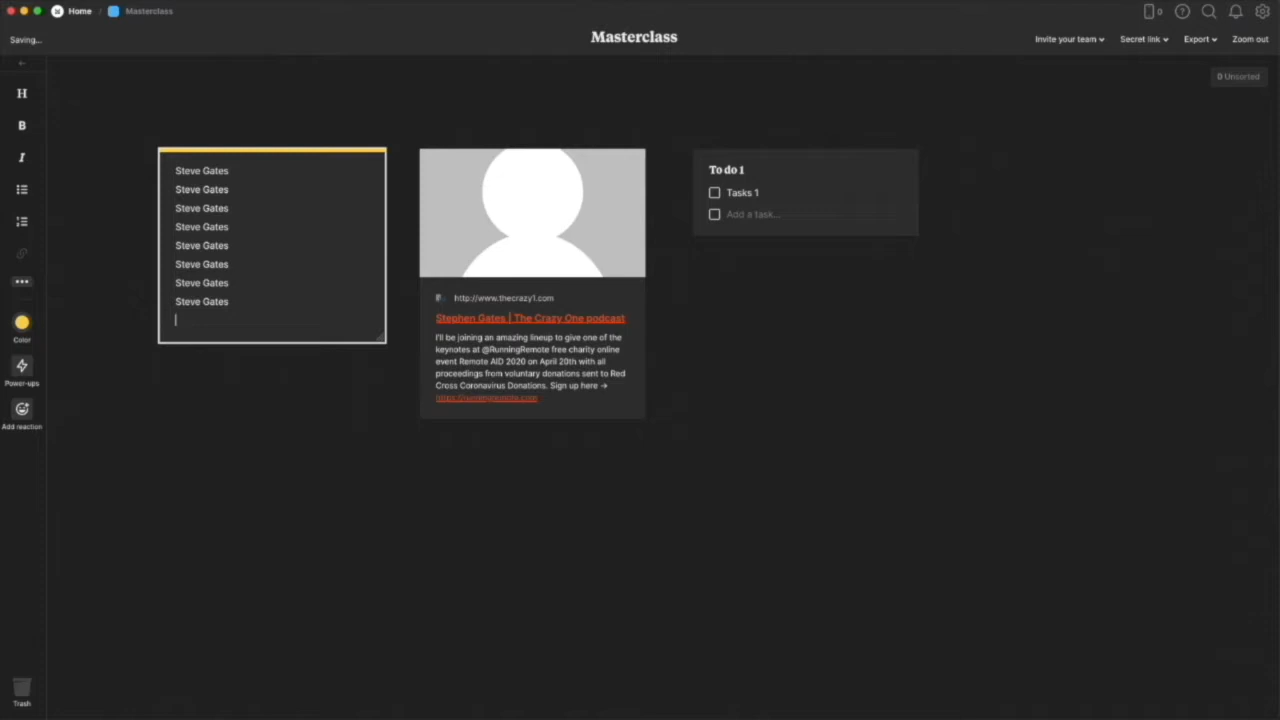 Home / Masterclass
0
Saving...
Masterclass
Invite your team
Secret link
Export
Zoom out
0 Unsorted
H
B
I
Color
Power-ups
Add reaction
Trash
Steve Gates
Steve Gates
Steve Gates
Steve Gates
Steve Gates
Steve Gates
Steve Gates
Steve Gates
http://www.thecrazy1.com
Stephen Gates | The Crazy One podcast
I'll be joining an amazing lineup to give one of the
keynotes at @RunningRemote free charity online
event Remote AID 2020 on April 20th with all
proceedings from voluntary donations sent to Red
Cross Coronavirus Donations. Sign up here →
https://runningremote.com
To do 1
Tasks 1
Add a task...